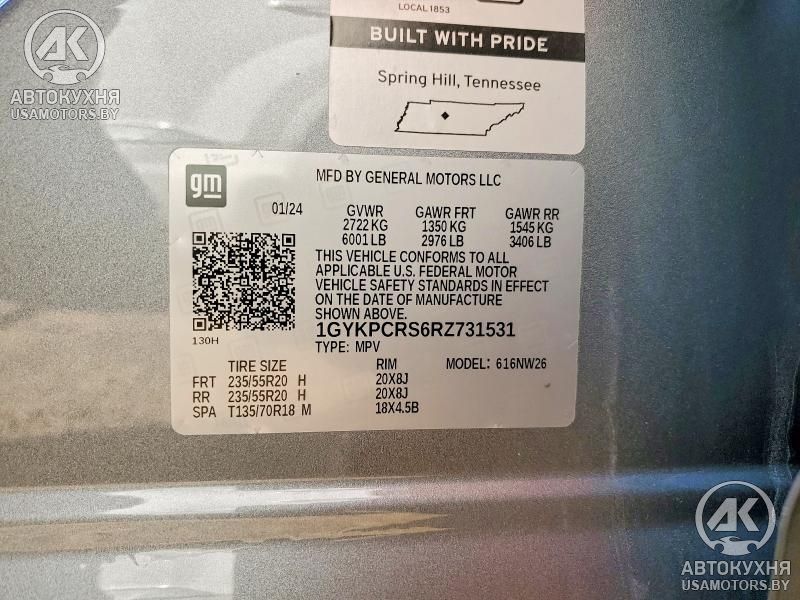 LOCAL 1853
BUILT WITH PRIDE
Spring Hill, Tennessee
AK
АВТОКУХНЯ
USAMOTORS.BY
gm
MFD BY GENERAL MOTORS LLC
01/24 GVWR GAWR FRT GAWR RR
2722 KG 1350 KG 1545 KG
6001 LB 2976 LB 3406 LB
THIS VEHICLE CONFORMS TO ALL
APPLICABLE U.S. FEDERAL MOTOR
VEHICLE SAFETY STANDARDS IN EFFECT
ON THE DATE OF MANUFACTURE
SHOWN ABOVE.
1GYKPCRS6RZ731531
130H
TYPE: MPV
TIRE SIZE RIM MODEL: 616NW26
FRT 235/55R20 H 20X8J
RR 235/55R20 H 20X8J
SPA T135/70R18 M 18X4.5B
AK
АВТОКУХНЯ
USAMOTORS.BY